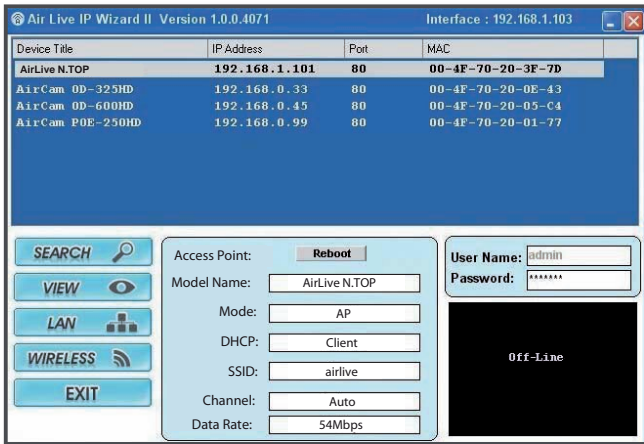 Air Live IP Wizard II Version 1.0.0.4071 Interface : 192.168.1.103
Device Title IP Address Port MAC
AirLive N.TOP 192.168.1.101 80 00-4F-70-20-3F-7D
AirCam OD-325HD 192.168.0.33 80 00-4F-70-20-0E-43
AirCam OD-600HD 192.168.0.45 80 00-4F-70-20-05-C4
AirCam POE-250HD 192.168.0.99 80 00-4F-70-20-01-77
SEARCH
VIEW
LAN
WIRELESS
EXIT
Access Point: Reboot
Model Name: AirLive N.TOP
Mode: AP
DHCP: Client
SSID: airlive
Channel: Auto
Data Rate: 54Mbps
User Name: admin
Password: *******
Off-Line